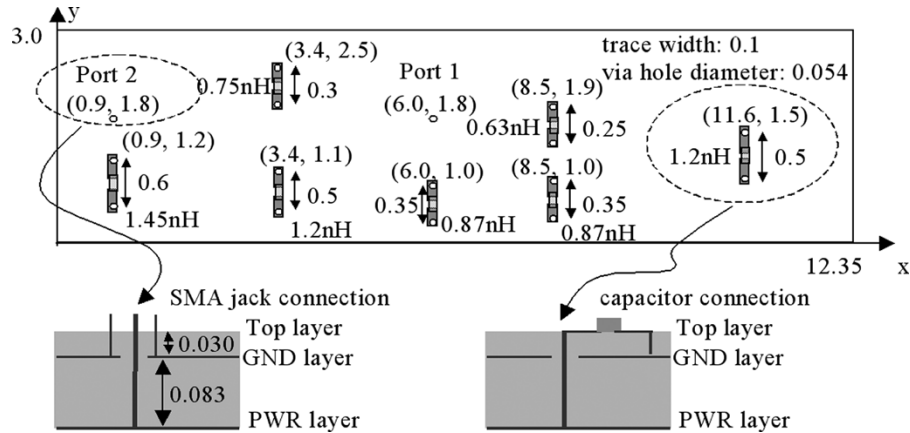 y
3.0
trace width: 0.1
via hole diameter: 0.054
(3.4, 2.5)
Port 2
Port 1
0.75nH
0.3
(8.5, 1.9)
(0.9, 1.8)
(6.0, 1.8)
(11.6, 1.5)
0.63nH
0.25
(0.9, 1.2)
(3.4, 1.1)
1.2nH
0.5
(6.0, 1.0)
(8.5, 1.0)
0.6
0.5
0.35
0.35
1.45nH
1.2nH
0.87nH
0.87nH
12.35
x
SMA jack connection
capacitor connection
Top layer
0.030
GND layer
0.083
PWR layer
Top layer
GND layer
PWR layer